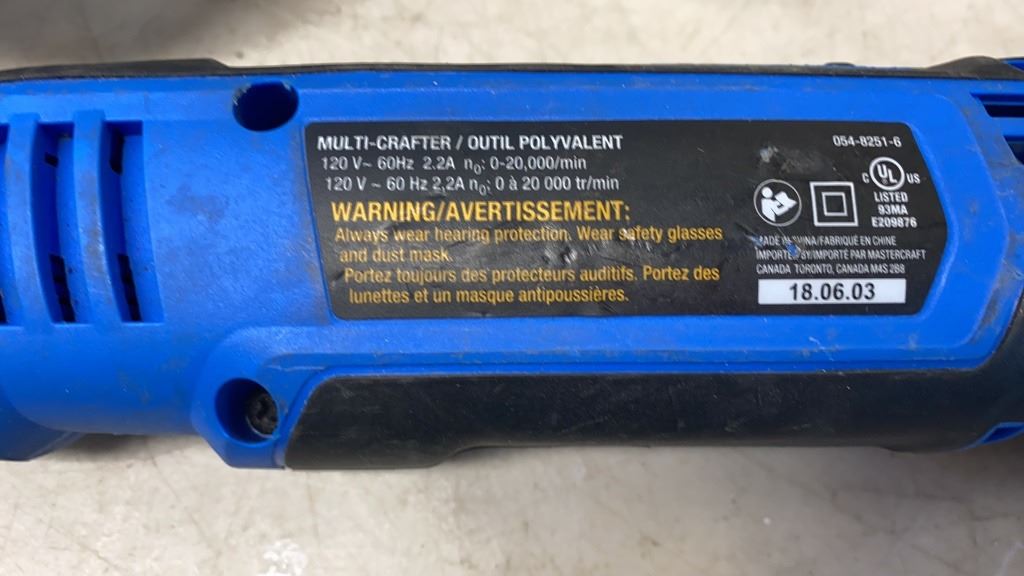 MULTI-CRAFTER / OUTIL POLYVALENT
054-8251-6
120 V~ 60Hz 2.2A n0: 0-20,000/min
120 V ~ 60 Hz 2,2A n0: 0 à 20 000 tr/min
WARNING/AVERTISSEMENT:
Always wear hearing protection. Wear safety glasses
and dust mask.
Portez toujours des protecteurs auditifs. Portez des
lunettes et un masque antipoussières.
C UL US
LISTED
93MA
E209876
MADE IN CHINA/FABRIQUÉ EN CHINE
IMPORTED BY/IMPORTÉ PAR MASTERCRAFT
CANADA TORONTO, CANADA M4S 2B8
18.06.03